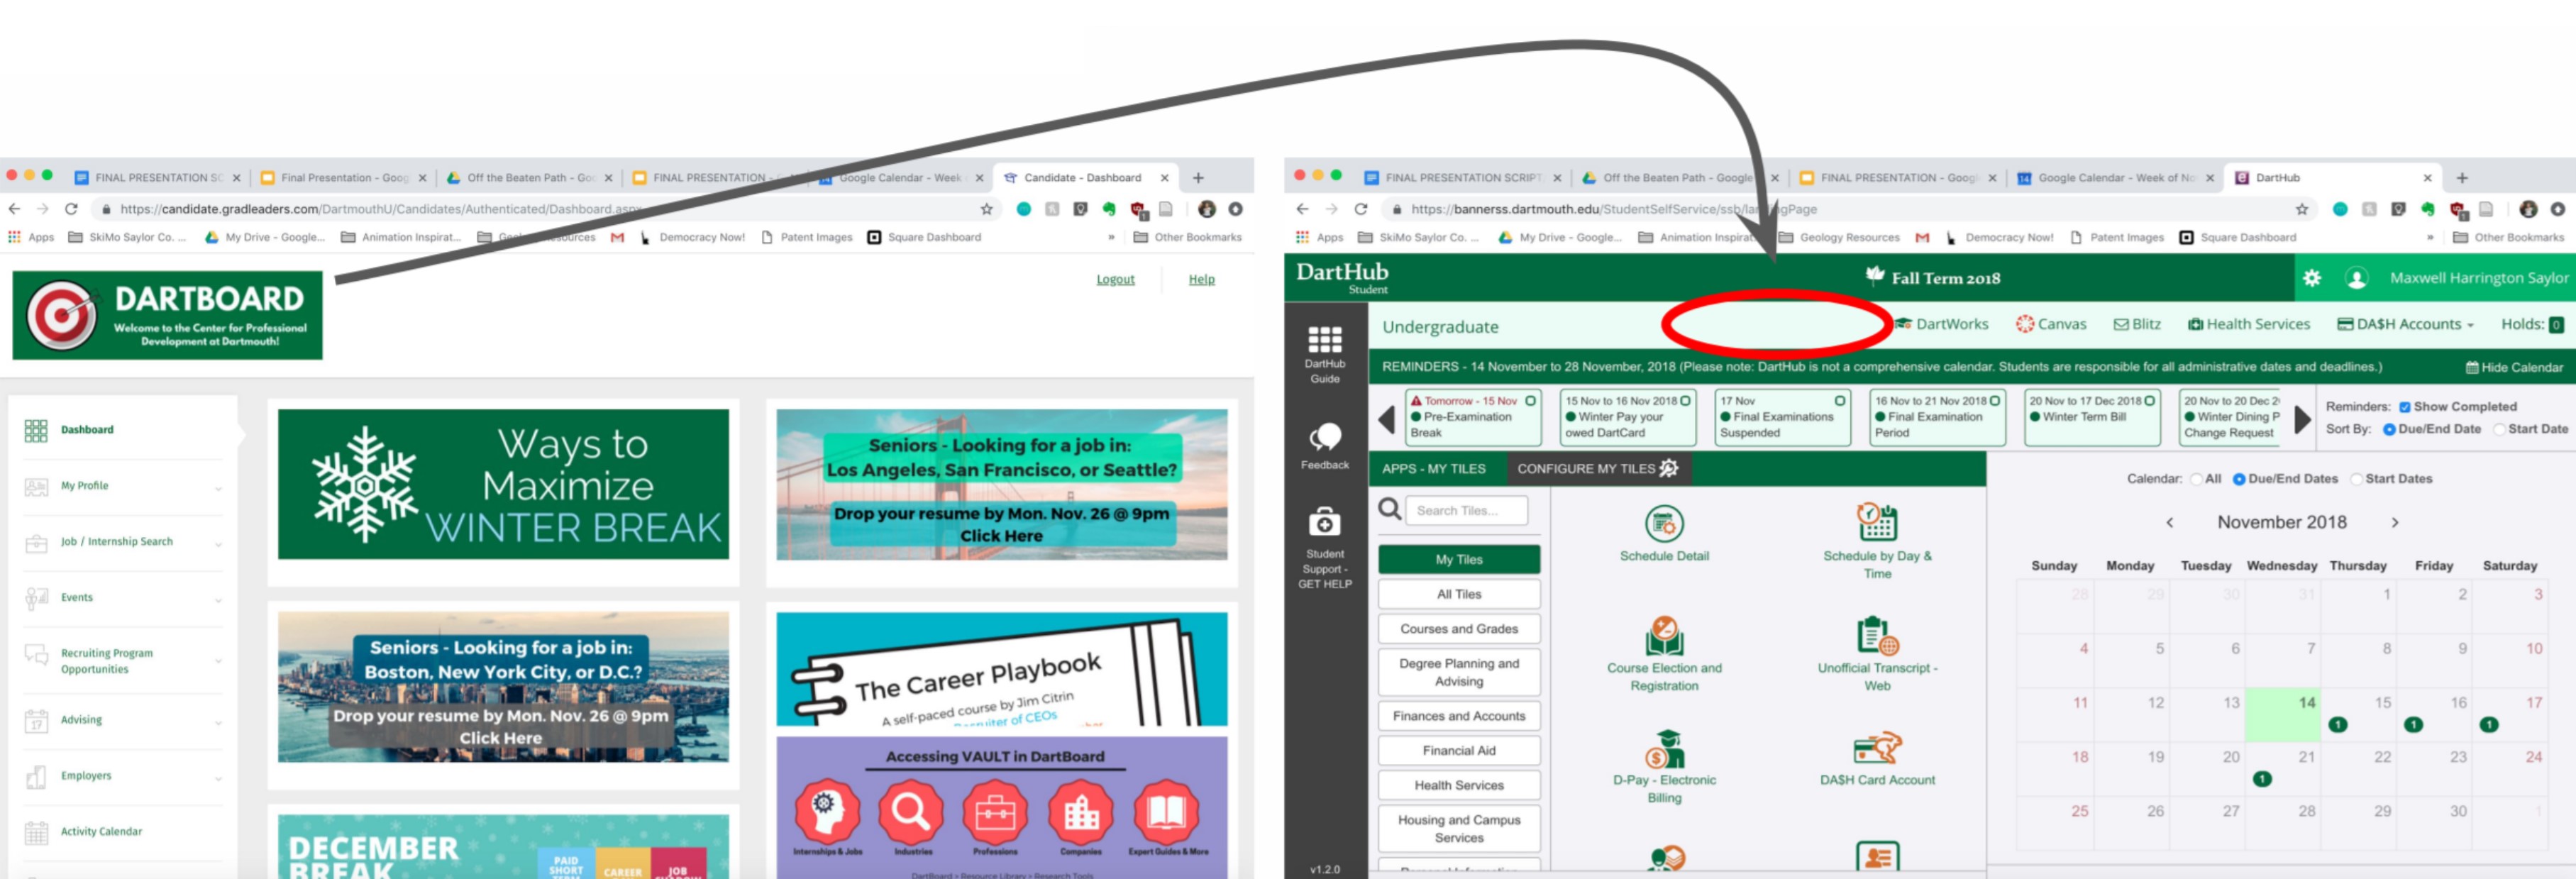 FINAL PRESENTATION SC
Final Presentation - Goog
Off the Beaten Path - Goo
FINAL PRESENTATION -
Google Calendar - Week
Candidate - Dashboard
https://candidate.gradleaders.com/DartmouthU/Candidates/Authenticated/Dashboard.aspx
Apps
SkiMo Saylor Co. ...
My Drive - Google...
Animation Inspirat...
Democracy Now!
Patent Images
Square Dashboard
»
Other Bookmarks
DARTBOARD
Welcome to the Center for Professional
Development at Dartmouth!
Logout
Help
Dashboard
My Profile
Job / Internship Search
Events
Recruiting Program
Opportunities
17
Advising
Employers
Activity Calendar
Ways to
Maximize
WINTER BREAK
Seniors - Looking for a job in:
Los Angeles, San Francisco, or Seattle?
Drop your resume by Mon. Nov. 26 @ 9pm
Click Here
Seniors - Looking for a job in:
Boston, New York City, or D.C.?
Drop your resume by Mon. Nov. 26 @ 9pm
Click Here
The Career Playbook
A self-paced course by Jim Citrin
of CEOs
Accessing VAULT in DartBoard
Internships & Jobs
Industries
Professions
Companies
Expert Guides & More
DartBoard > Resource Library > Research Tools
DECEMBER
BREAK
PAID
SHORT
TERM
CAREER
JOB
FINAL PRESENTATION SCRIPT
Off the Beaten Path - Google
FINAL PRESENTATION - Googl
14
Google Calendar - Week of No
DartHub
https://bannerss.dartmouth.edu/StudentSelfService/ssb/landingPage
Apps
SkiMo Saylor Co. ...
My Drive - Google...
Animation Inspirat
Geology Resources
Democracy Now!
Patent Images
Square Dashboard
»
Other Bookmarks
DartHub
Student
Fall Term 2018
Maxwell Harrington Saylor
DartHub
Guide
Feedback
Student
Support -
GET HELP
v1.2.0
Undergraduate
DartWorks
Canvas
Blitz
Health Services
DA$H Accounts
Holds: 0
REMINDERS - 14 November to 28 November, 2018 (Please note: DartHub is not a comprehensive calendar. Students are responsible for all administrative dates and deadlines.)
Hide Calendar
Tomorrow - 15 Nov
Pre-Examination
Break
15 Nov to 16 Nov 2018
Winter Pay your
owed DartCard
17 Nov
Final Examinations
Suspended
16 Nov to 21 Nov 2018
Final Examination
Period
20 Nov to 17 Dec 2018
Winter Term Bill
20 Nov to 20 Dec 2
Winter Dining P
Change Request
Reminders: Show Completed
Sort By: Due/End Date Start Date
APPS - MY TILES
CONFIGURE MY TILES
Search Tiles...
My Tiles
All Tiles
Courses and Grades
Degree Planning and
Advising
Finances and Accounts
Financial Aid
Health Services
Housing and Campus
Services
Schedule Detail
Schedule by Day &
Time
Course Election and
Registration
Unofficial Transcript -
Web
D-Pay - Electronic
Billing
DA$H Card Account
Calendar: All Due/End Dates Start Dates
< November 2018 >
Sunday Monday Tuesday Wednesday Thursday Friday Saturday
28 29 30 31 1 2 3
4 5 6 7 8 9 10
11 12 13 14 15 16 17
1 1 1
18 19 20 21 22 23 24
1
25 26 27 28 29 30 1